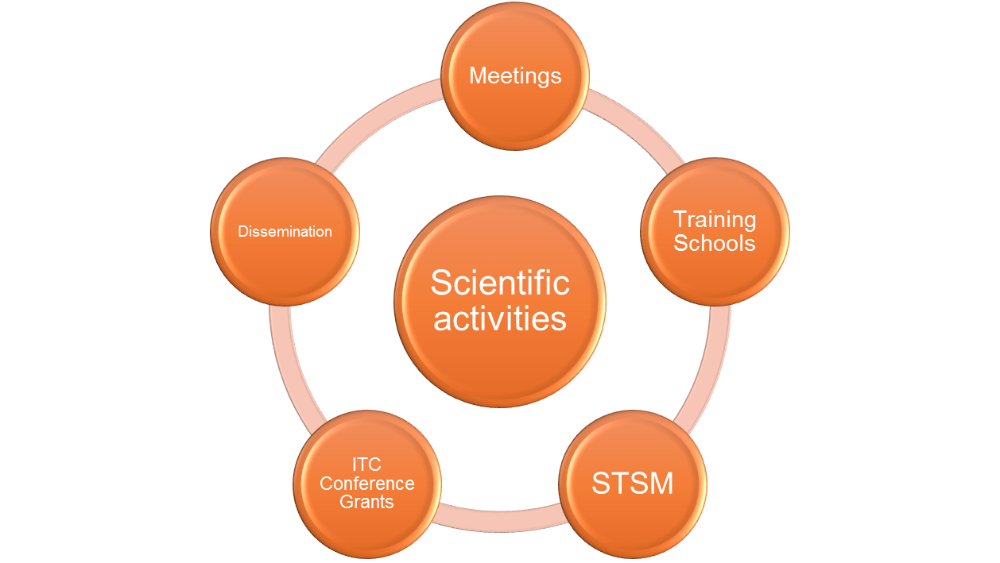 Meetings
Training
Schools
STSM
ITC
Conference
Grants
Dissemination
Scientific
activities